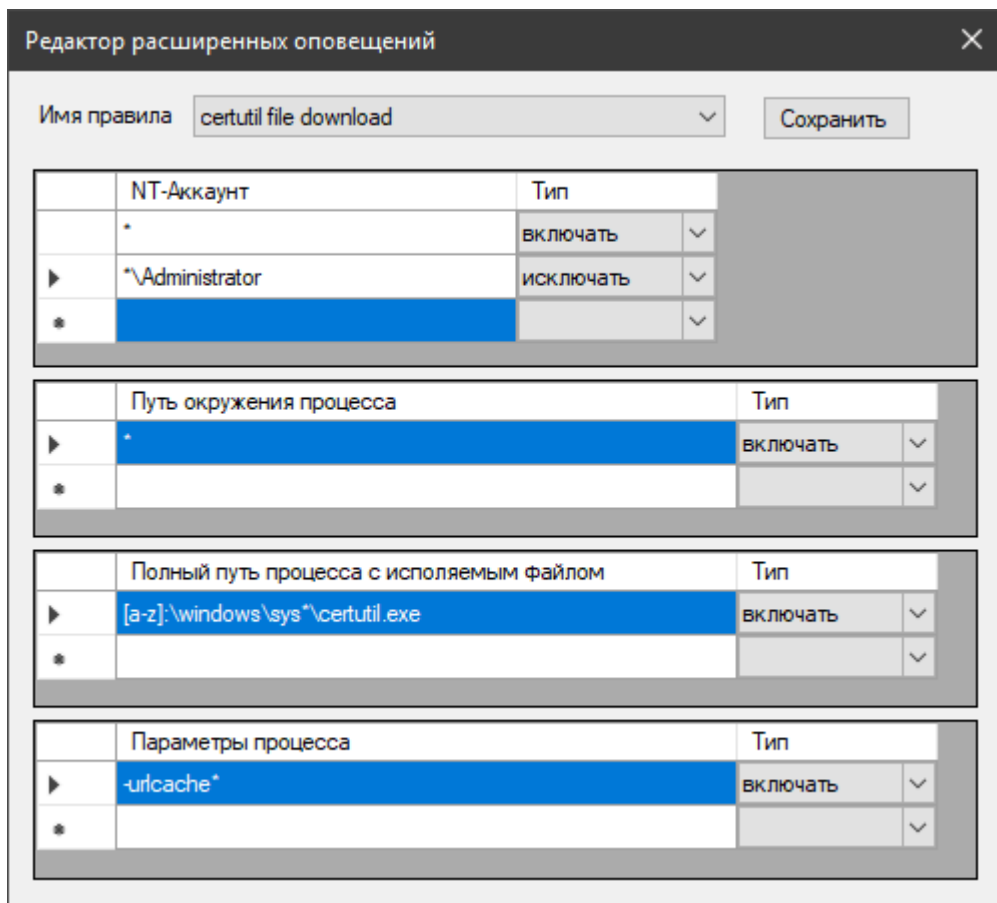 Редактор расширенных оповещений
Имя правила certutil file download Сохранить
NT-Аккаунт Тип
* включать
*\Administrator исключать
Путь окружения процесса Тип
* включать
Полный путь процесса с исполяемым файлом Тип
[a-z]:\windows\sys*\certutil.exe включать
Параметры процесса Тип
-urlcache* включать